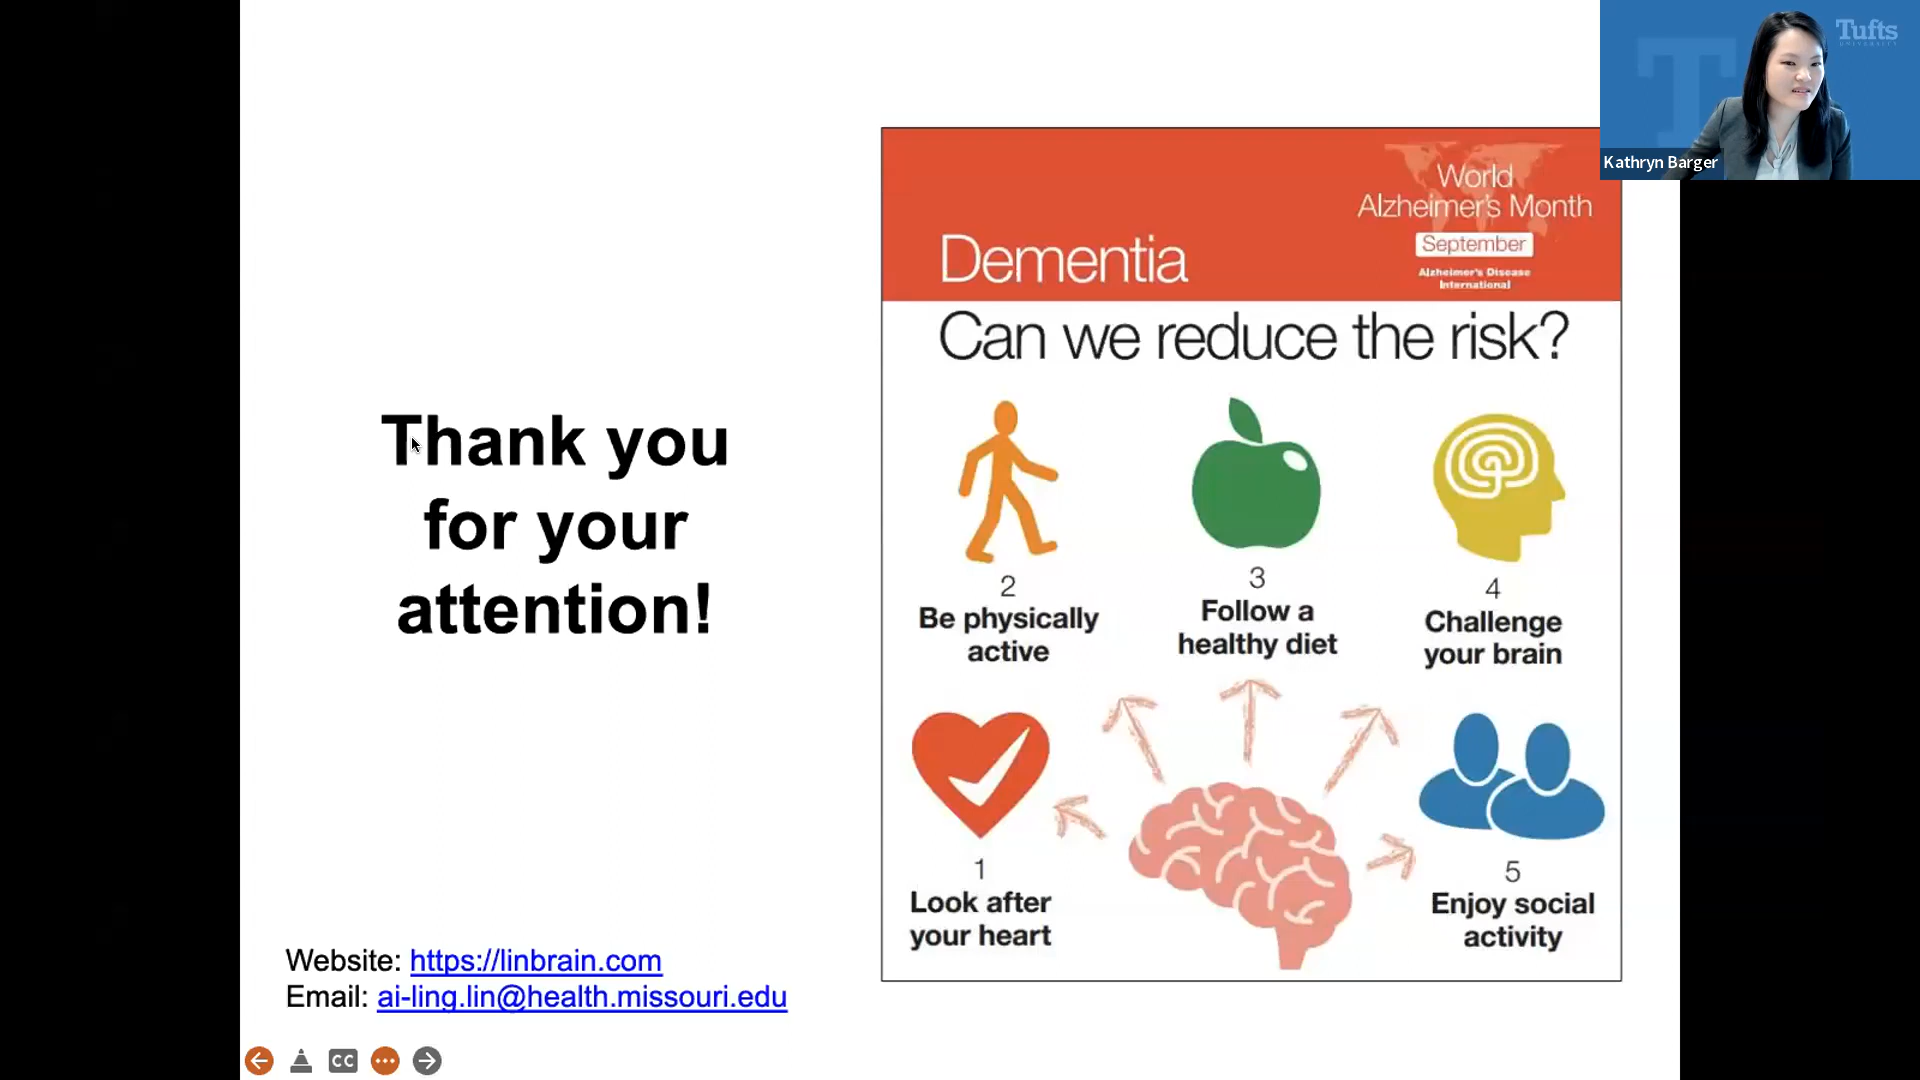 Thank you
for your
attention!
Website: https://linbrain.com
Email: ai-ling.lin@health.missouri.edu
World
Alzheimer's Month
September
Alzheimer's Disease
International
Dementia
Can we reduce the risk?
2
Be physically
active
3
Follow a
healthy diet
4
Challenge
your brain
1
Look after
your heart
5
Enjoy social
activity
Tufts
UNIVERSITY
T
Kathryn Barger
CC